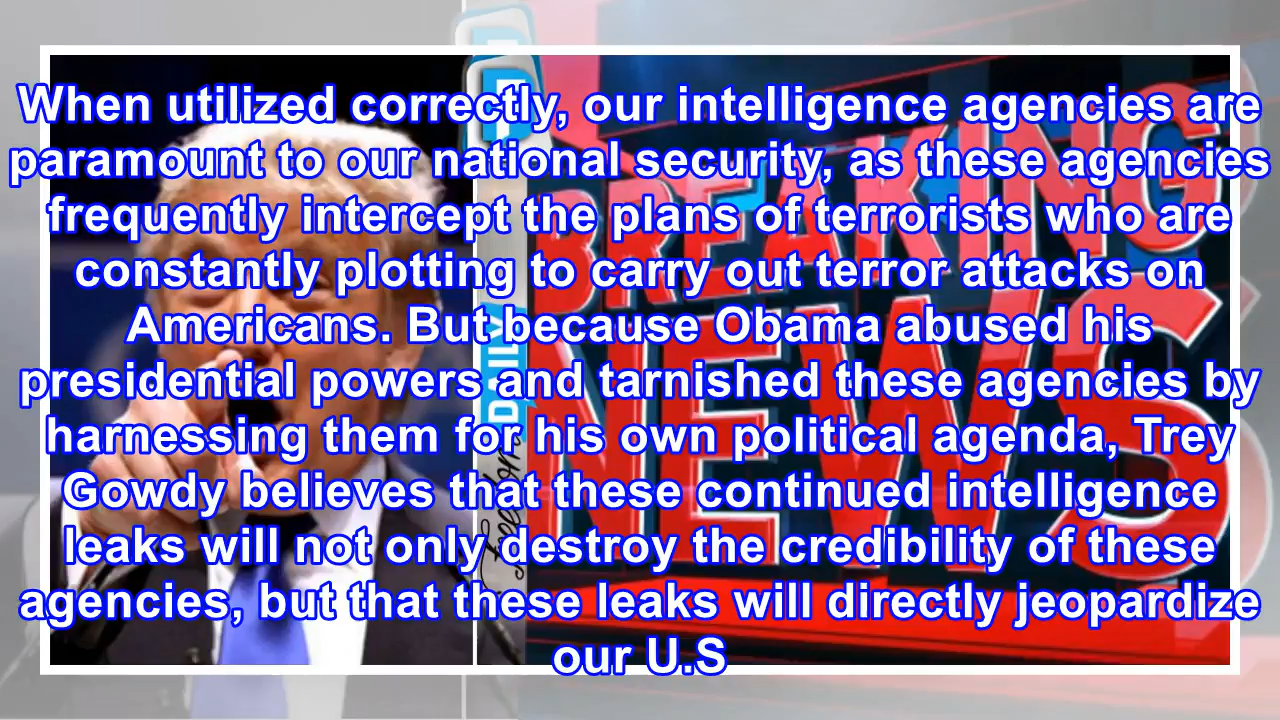 When utilized correctly, our intelligence agencies are
paramount to our national security, as these agencies
frequently intercept the plans of terrorists who are
constantly plotting to carry out terror attacks on
Americans. But because Obama abused his
presidential powers and tarnished these agencies by
harnessing them for his own political agenda, Trey
Gowdy believes that these continued intelligence
leaks will not only destroy the credibility of these
agencies, but that these leaks will directly jeopardize
our U.S
BREAKING
NEWS
DAILY